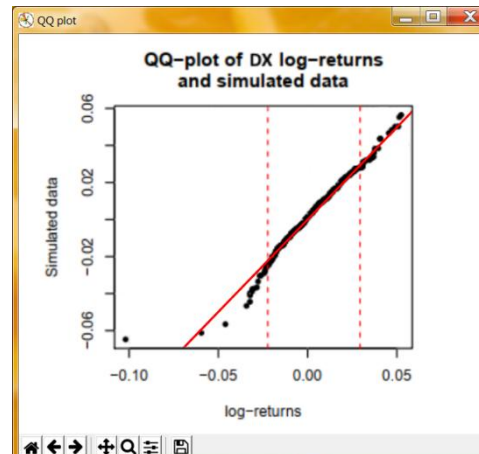 QQ plot
QQ-plot of DX log-returns
and simulated data
Simulated data
0.06
0.02
-0.02
-0.06
-0.10
-0.05
0.00
0.05
log-returns